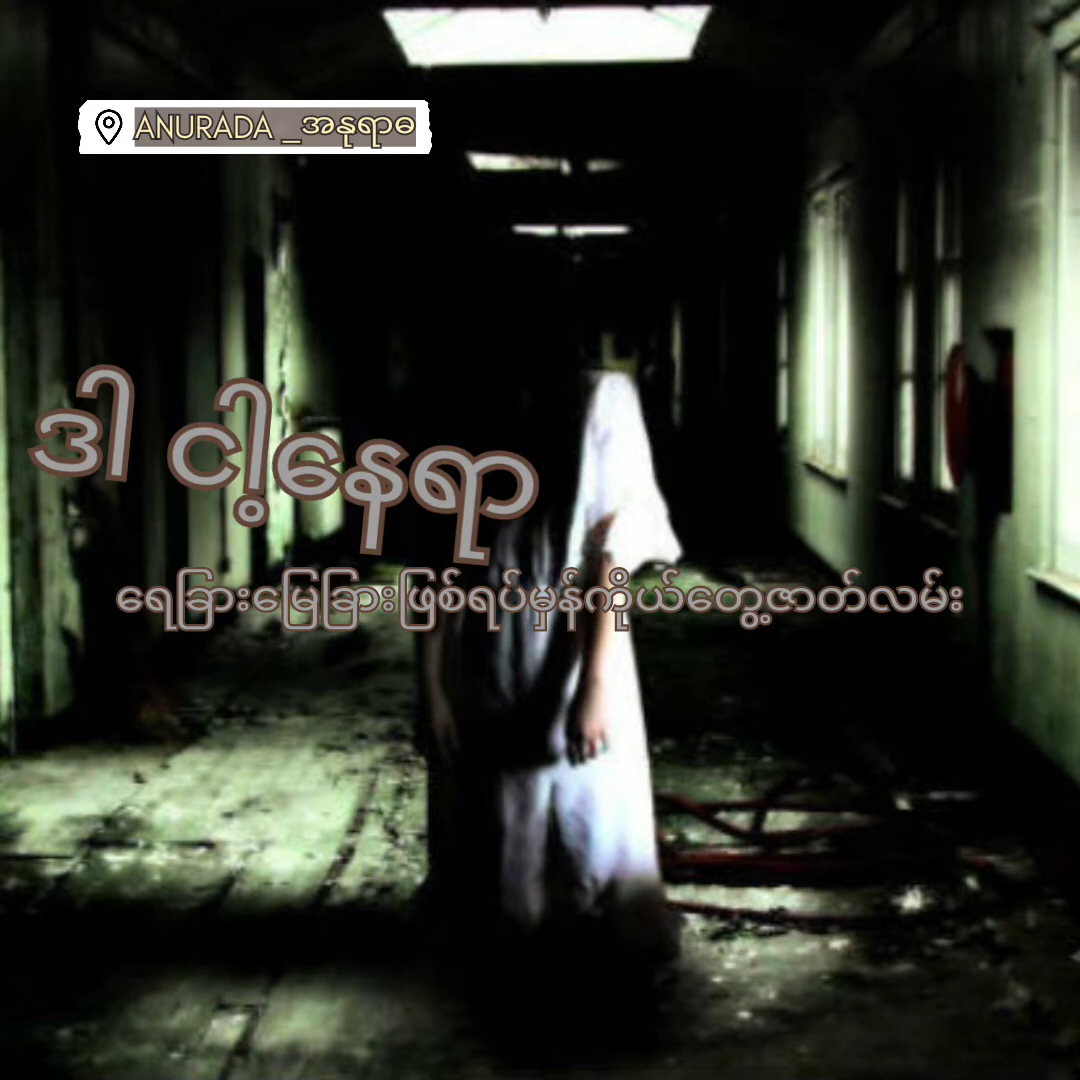 ANURADA _အနုရာဓ
ဒါ ငါ့နေရာ
ရေခြားမြေခြားဖြစ်ရပ်မှန်ကိုယ်တွေ့ဇာတ်လမ်း